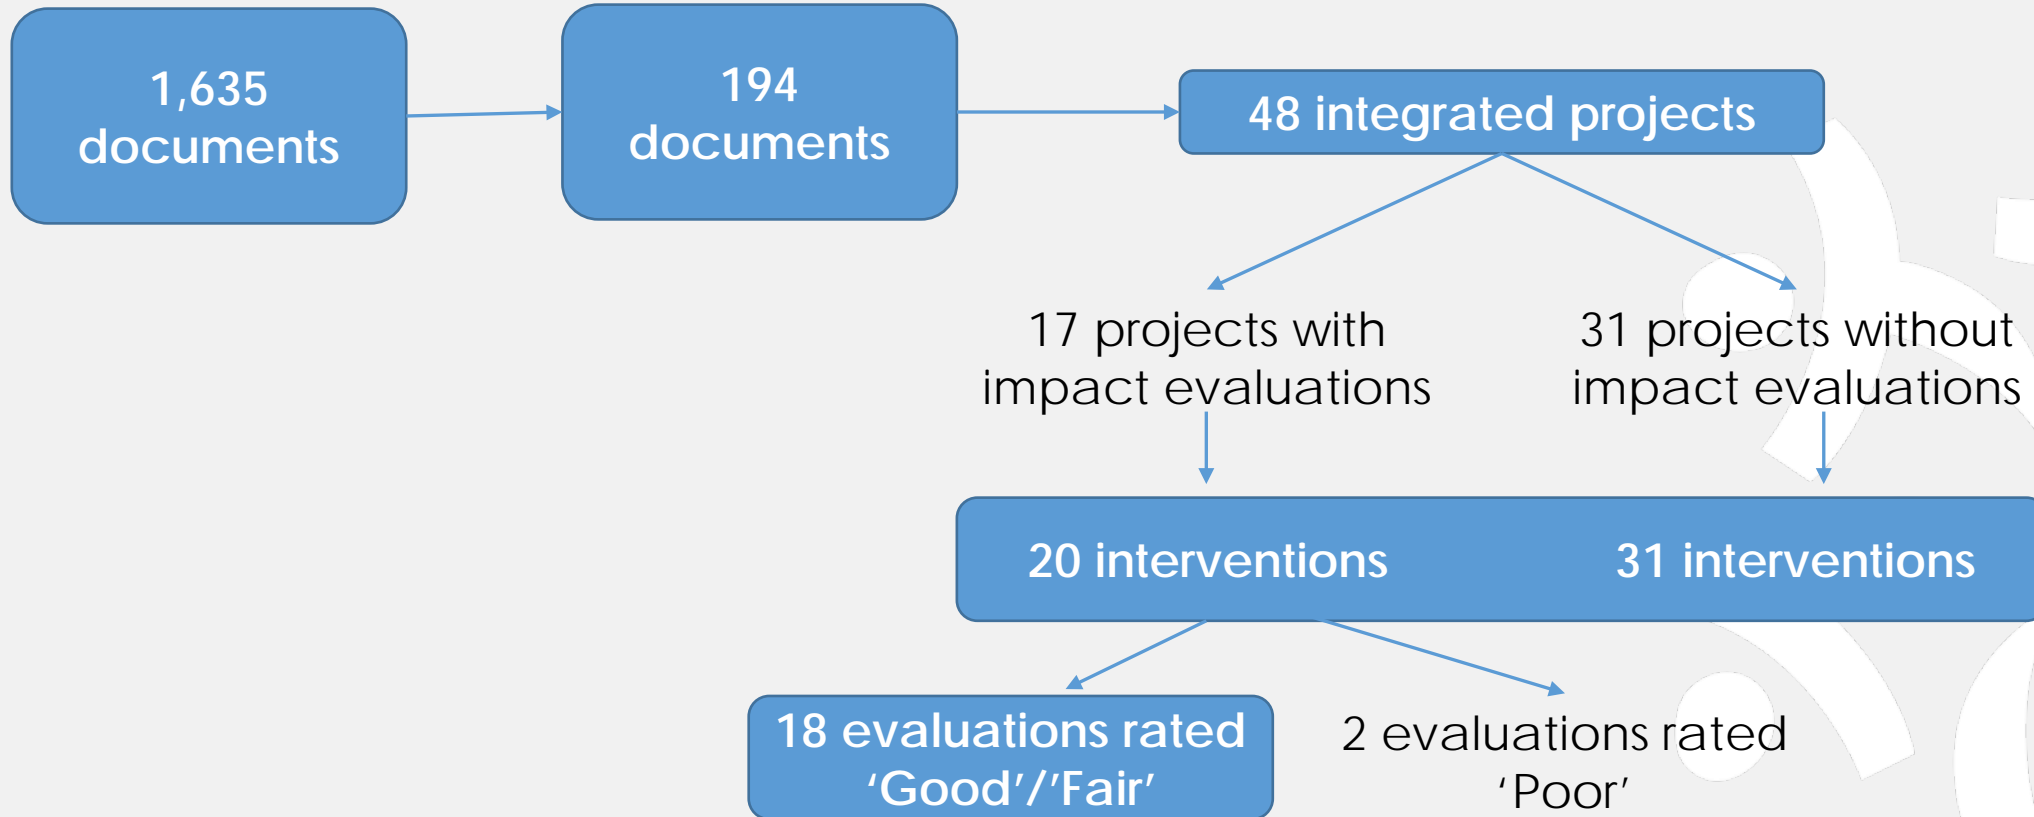 1,635
documents
194
documents
48 integrated projects
17 projects with
impact evaluations
31 projects without
impact evaluations
20 interventions
31 interventions
18 evaluations rated
‘Good’/’Fair’
2 evaluations rated
‘Poor’